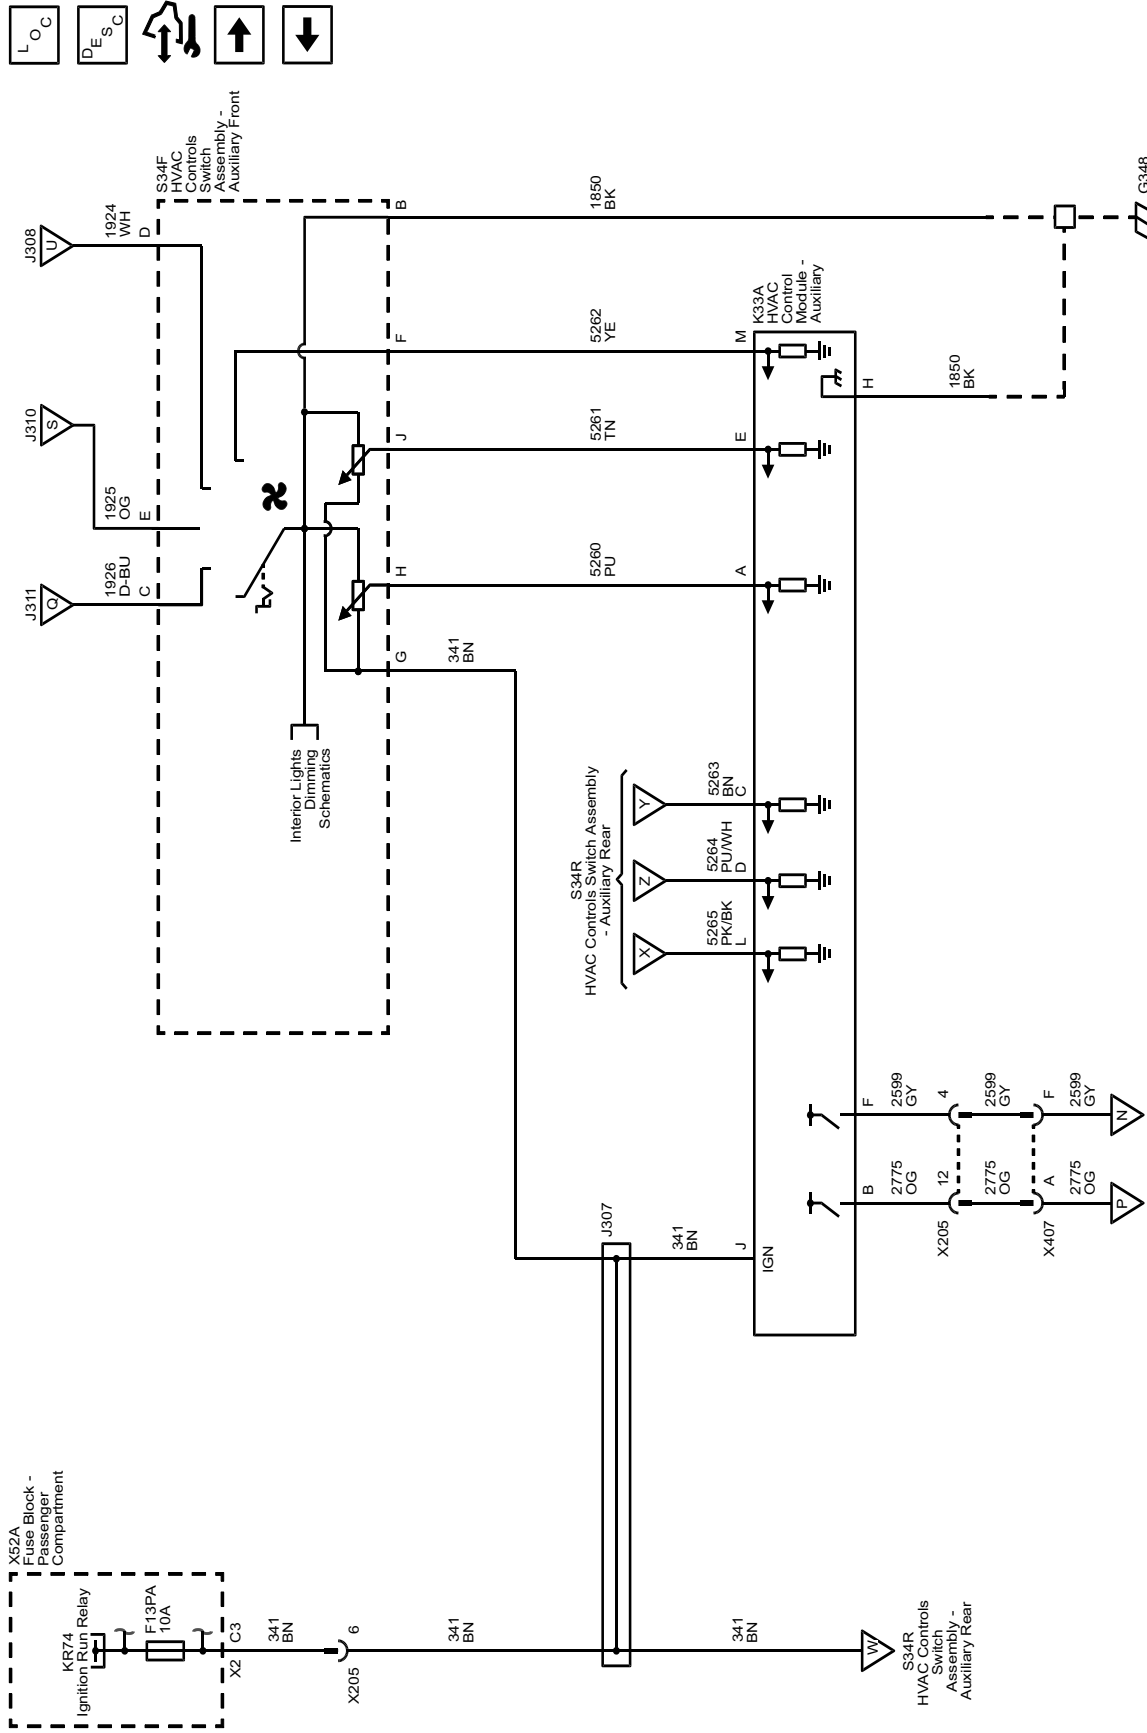 L O C
D E S C
X52A
Fuse Block -
Passenger
Compartment
KR74
Ignition Run Relay
F13PA
10A
X2
C3
341
BN
X205
6
341
BN
341
BN
W
S34R
HVAC Controls
Switch
Assembly -
Auxiliary Rear
J307
341
BN
J
IGN
J311
Q
1926
D-BU
C
J310
S
1925
OG
E
J308
U
1924
WH
D
S34F
HVAC
Controls
Switch
Assembly -
Auxiliary Front
Interior Lights
Dimming
Schematics
G
341
BN
H
5260
PU
A
J
5261
TN
E
F
5262
YE
M
B
1850
BK
S34R
HVAC Controls Switch Assembly
- Auxiliary Rear
X
5265
PK/BK
L
Z
5264
PU/WH
D
Y
5263
BN
C
K33A
HVAC
Control
Module -
Auxiliary
B
2775
OG
12
X205
2775
OG
A
X407
2775
OG
P
F
2599
GY
4
2599
GY
F
2599
GY
N
H
1850
BK
G348